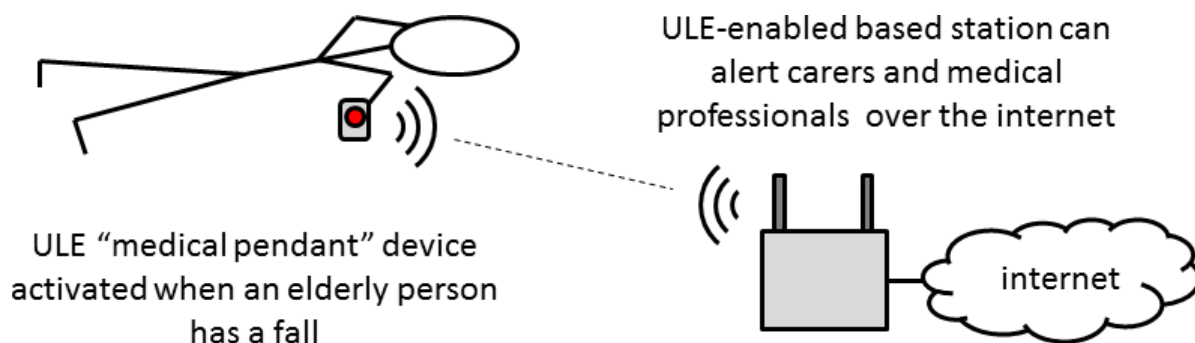 ULE-enabled based station can
alert carers and medical
professionals over the internet
ULE “medical pendant” device
activated when an elderly person
has a fall
internet